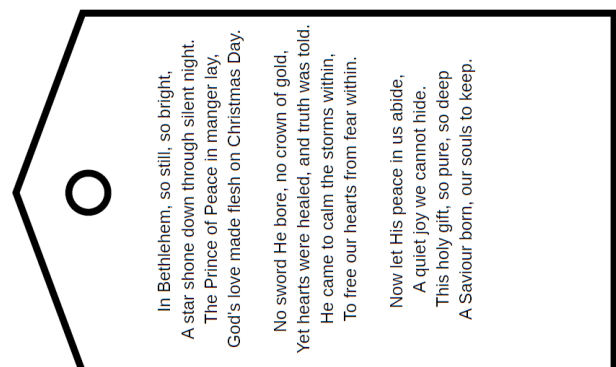 In Bethlehem, so still, so bright,
A star shone down through silent night.
The Prince of Peace in manger lay,
God's love made flesh on Christmas Day.
No sword He bore, no crown of gold,
Yet hearts were healed, and truth was told.
He came to calm the storms within,
To free our hearts from fear within.
Now let His peace in us abide,
A quiet joy we cannot hide.
This holy gift, so pure, so deep
A Saviour born, our souls to keep.